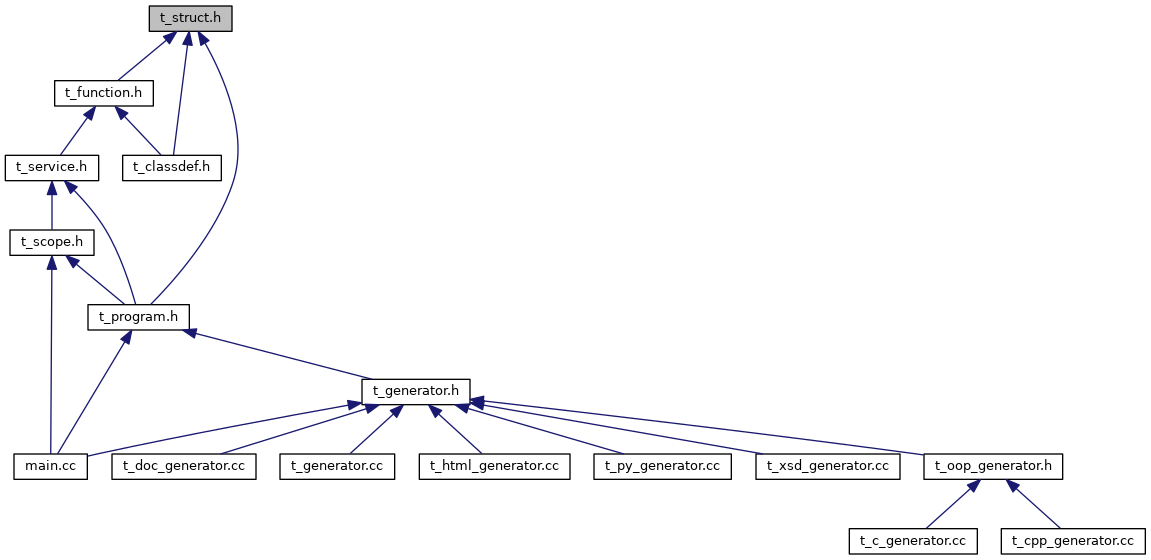 t_struct.h
t_function.h
t_service.h
t_classdef.h
t_scope.h
t_program.h
t_generator.h
main.cc
t_doc_generator.cc
t_generator.cc
t_html_generator.cc
t_py_generator.cc
t_xsd_generator.cc
t_oop_generator.h
t_c_generator.cc
t_cpp_generator.cc